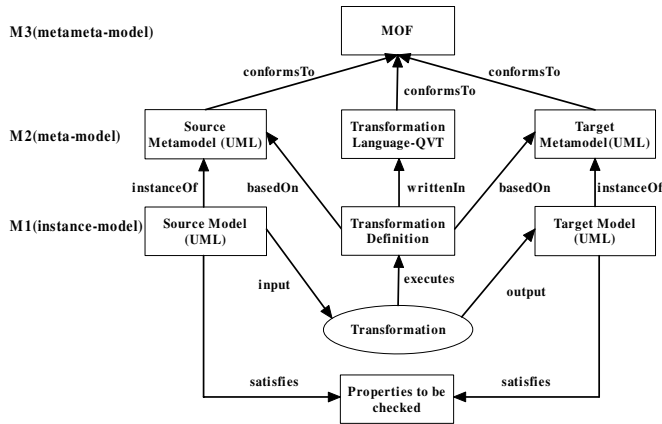 M3(metameta-model)
MOF
conformsTo
conformsTo
conformsTo
M2(meta-model)
Source
Metamodel (UML)
Transformation
Language-QVT
Target
Metamodel(UML)
instanceOf
basedOn
writtenIn
basedOn
instanceOf
M1(instance-model)
Source Model
(UML)
Transformation
Definition
Target Model
(UML)
input
executes
output
Transformation
satisfies
Properties to be
checked
satisfies